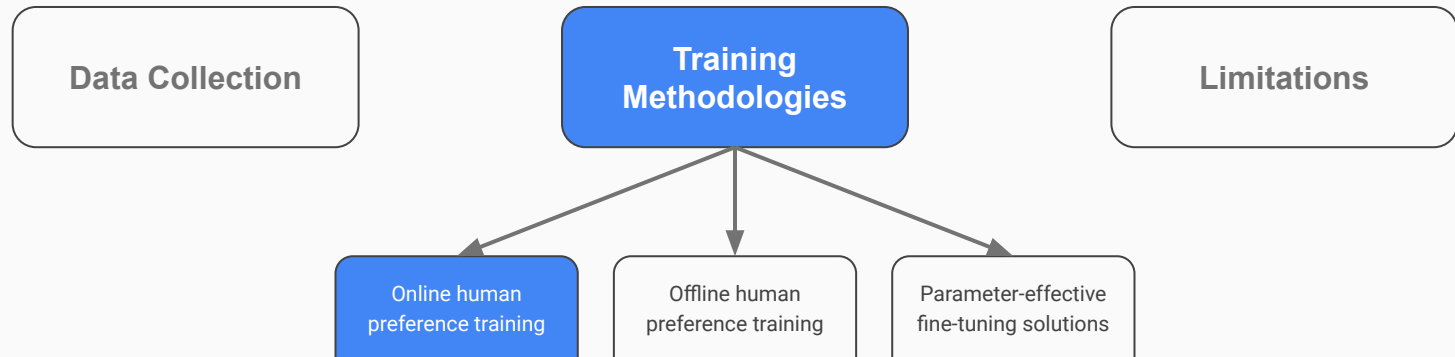 Data Collection
Training
Methodologies
Limitations
Online human
preference training
Offline human
preference training
Parameter-effective
fine-tuning solutions